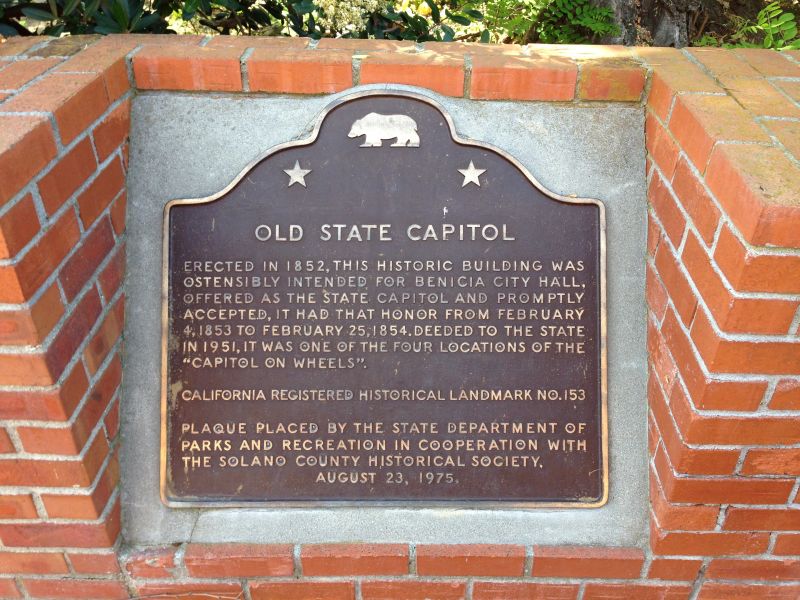 OLD STATE CAPITOL
ERECTED IN 1852, THIS HISTORIC BUILDING WAS
OSTENSIBLY INTENDED FOR BENICIA CITY HALL.
OFFERED AS THE STATE CAPITOL AND PROMPTLY
ACCEPTED, IT HAD THAT HONOR FROM FEBRUARY
4, 1853 TO FEBRUARY 25, 1854. DEEDED TO THE STATE
IN 1951, IT WAS ONE OF THE FOUR LOCATIONS OF THE
"CAPITOL ON WHEELS".
CALIFORNIA REGISTERED HISTORICAL LANDMARK NO. 153
PLAQUE PLACED BY THE STATE DEPARTMENT OF
PARKS AND RECREATION IN COOPERATION WITH
THE SOLANO COUNTY HISTORICAL SOCIETY,
AUGUST 23, 1975.